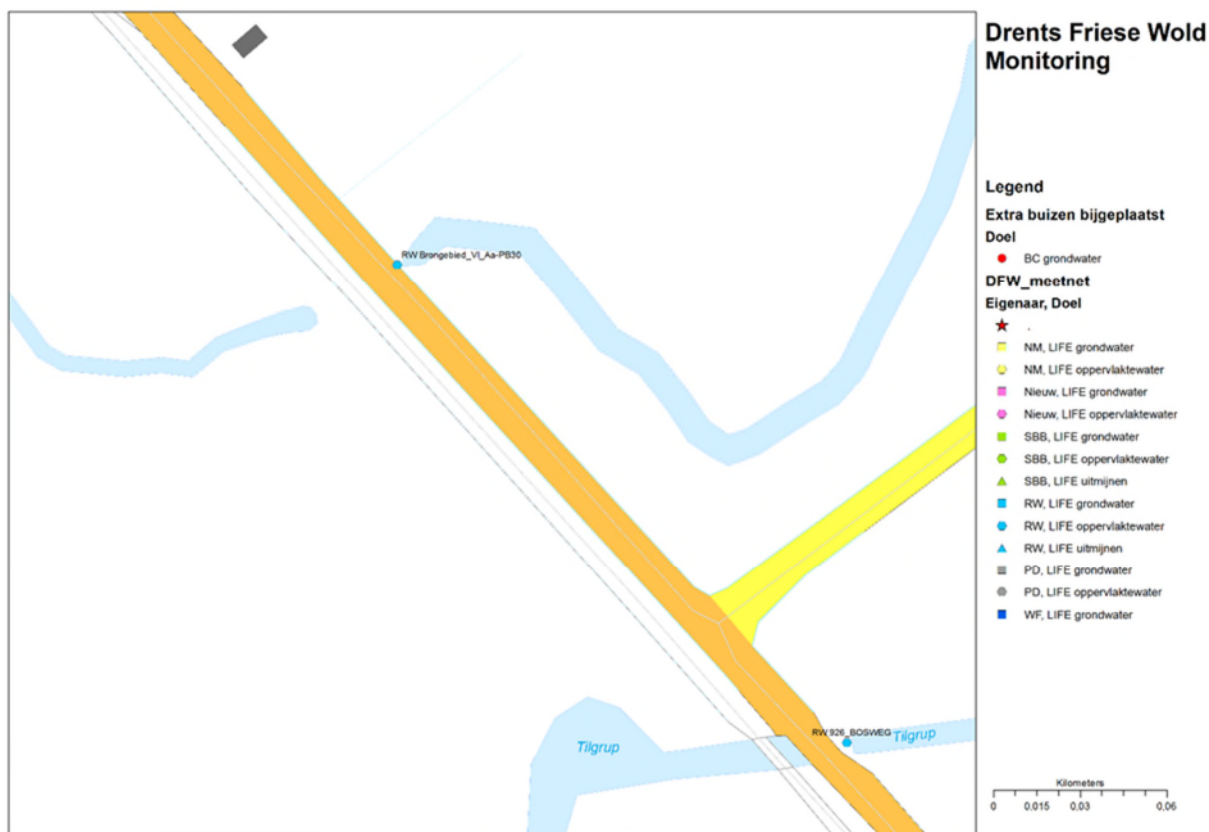 Drents Friese Wold
Monitoring
Legend
Extra buizen bijgeplaatst
Doel
BC grondwater
DFW_meetnet
Eigenaar, Doel
.
NM, LIFE grondwater
NM, LIFE oppervlaktewater
Nieuw, LIFE grondwater
Nieuw, LIFE oppervlaktewater
SBB, LIFE grondwater
SBB, LIFE oppervlaktewater
SBB, LIFE uitmijnen
RW, LIFE grondwater
RW, LIFE oppervlaktewater
RW, LIFE uitmijnen
PD, LIFE grondwater
PD, LIFE oppervlaktewater
WF, LIFE grondwater
Kilometers
0 0,015 0,03 0,06
RW Brongebied_Vl_Aa-PB30
RW 926_BOSWEG
Tilgrup
Tilgrup